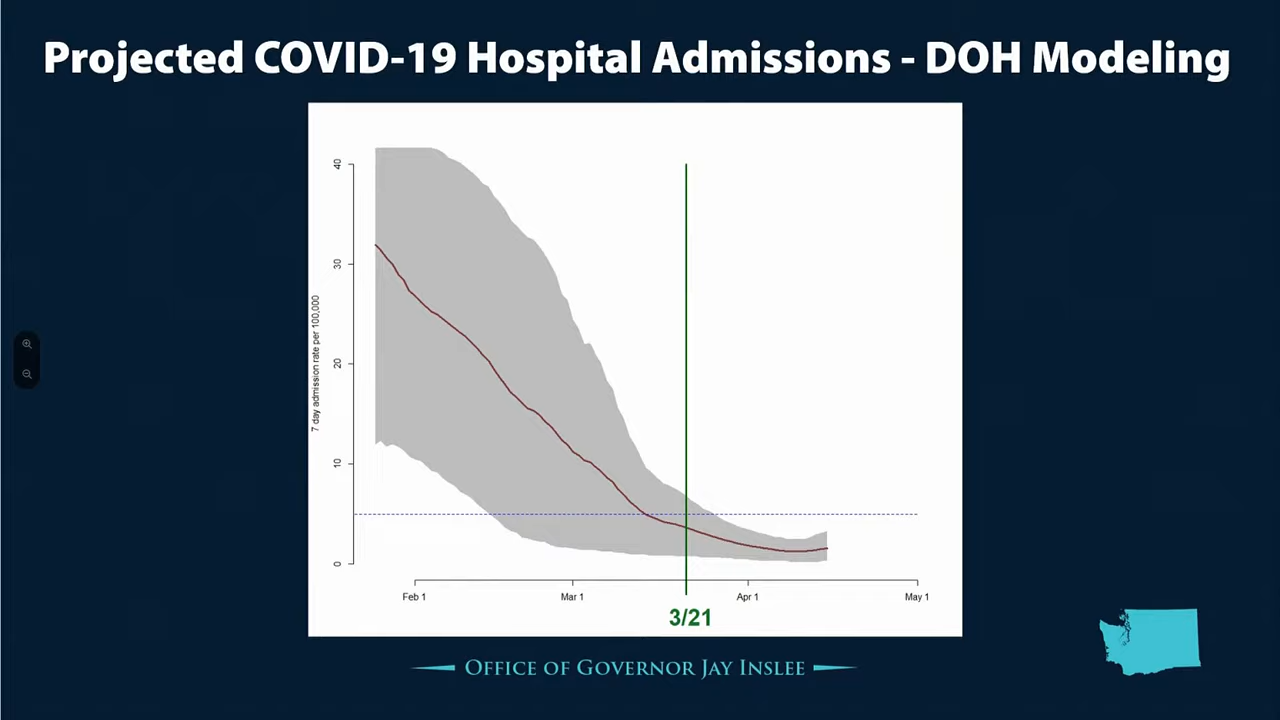 Projected COVID-19 Hospital Admissions - DOH Modeling
40
30
20
10
0
7 day admission rate per 100,000
Feb 1
Mar 1
Apr 1
May 1
3/21
OFFICE OF GOVERNOR JAY INSLEE